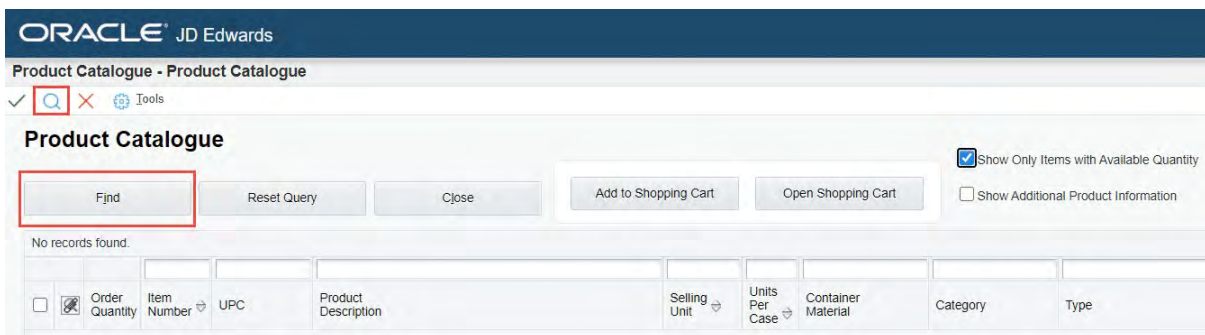 ORACLE® JD Edwards
Product Catalogue - Product Catalogue
Tools
Product Catalogue
Find Reset Query Close Add to Shopping Cart Open Shopping Cart
Show Only Items with Available Quantity
Show Additional Product Information
No records found.
Order Quantity
Item Number
UPC
Product Description
Selling Unit
Units Per Case
Container Material
Category
Type